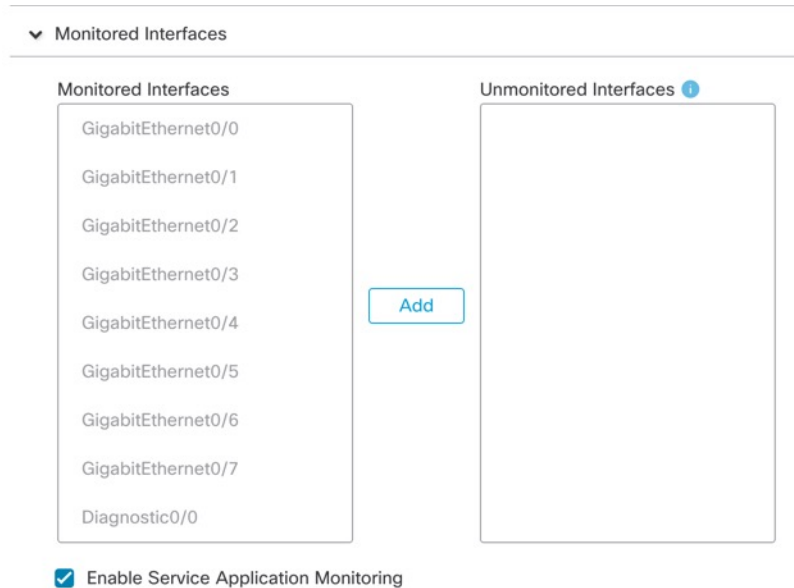 Monitored Interfaces
Monitored Interfaces
Unmonitored Interfaces
GigabitEthernet0/0
GigabitEthernet0/1
GigabitEthernet0/2
GigabitEthernet0/3
GigabitEthernet0/4
GigabitEthernet0/5
GigabitEthernet0/6
GigabitEthernet0/7
Diagnostic0/0
Add
Enable Service Application Monitoring